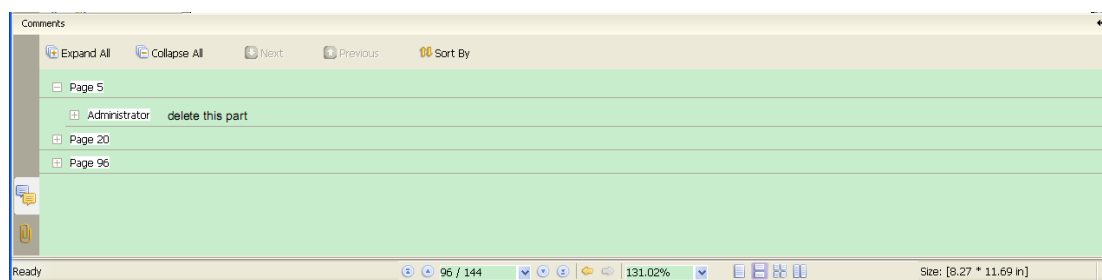 Comments
Expand All Collapse All Next Previous Sort By
Page 5
Administrator delete this part
Page 20
Page 96
Ready 96 / 144 131.02% Size: [8.27 * 11.69 in]